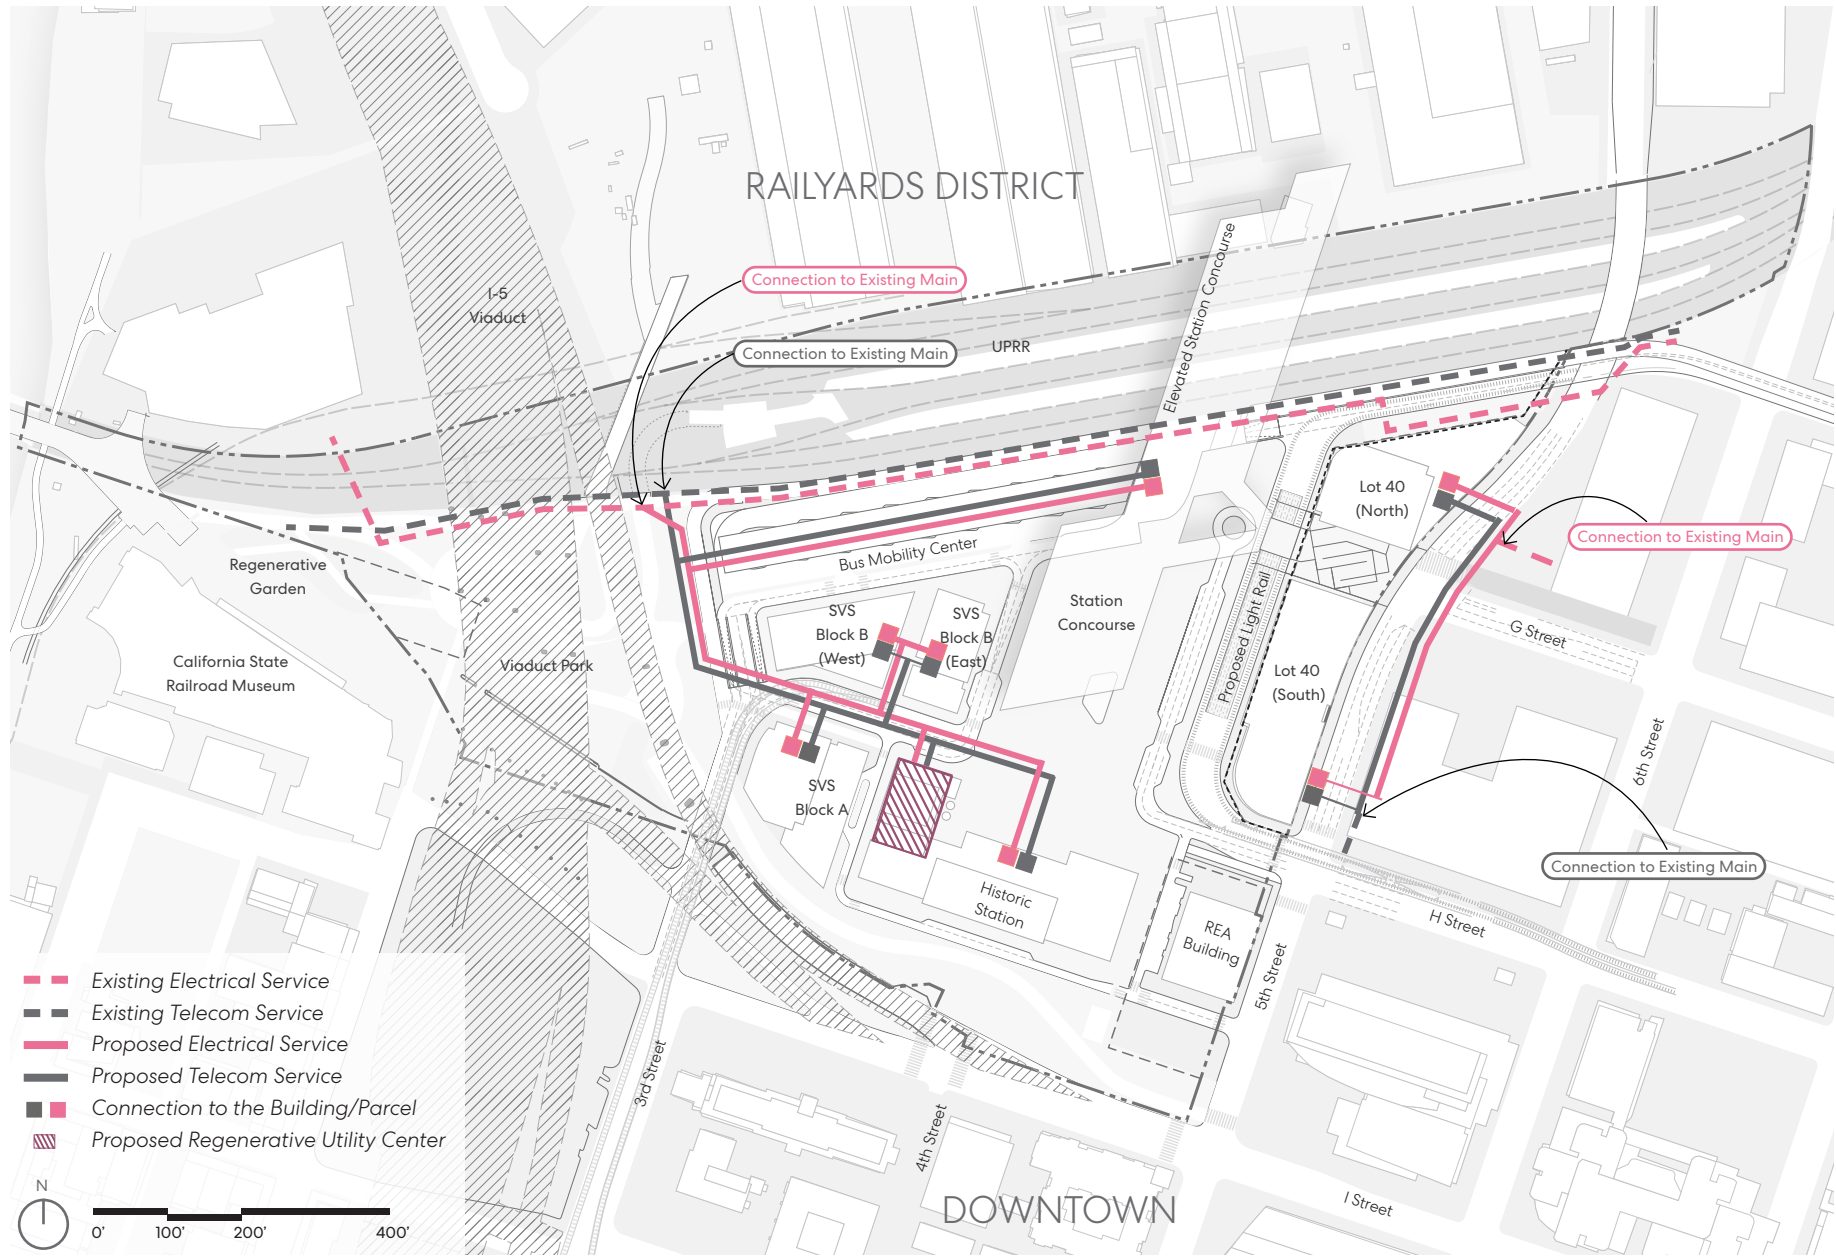 RAILYARDS DISTRICT
Connection to Existing Main
I-5
Viaduct
Elevated Station Concourse
Connection to Existing Main
UPRR
Lot 40
(North)
Connection to Existing Main
Bus Mobility Center
Regenerative
Garden
SVS
Block B
(West)
SVS
Block B
(East)
Station
Concourse
Proposed Light Rail
G Street
California State
Railroad Museum
Viaduct Park
Lot 40
(South)
6th Street
SVS
Block A
Connection to Existing Main
Historic
Station
REA
Building
H Street
5th Street
Existing Electrical Service
Existing Telecom Service
Proposed Electrical Service
Proposed Telecom Service
Connection to the Building/Parcel
Proposed Regenerative Utility Center
3rd Street
4th Street
I Street
DOWNTOWN
N
0' 100' 200' 400'